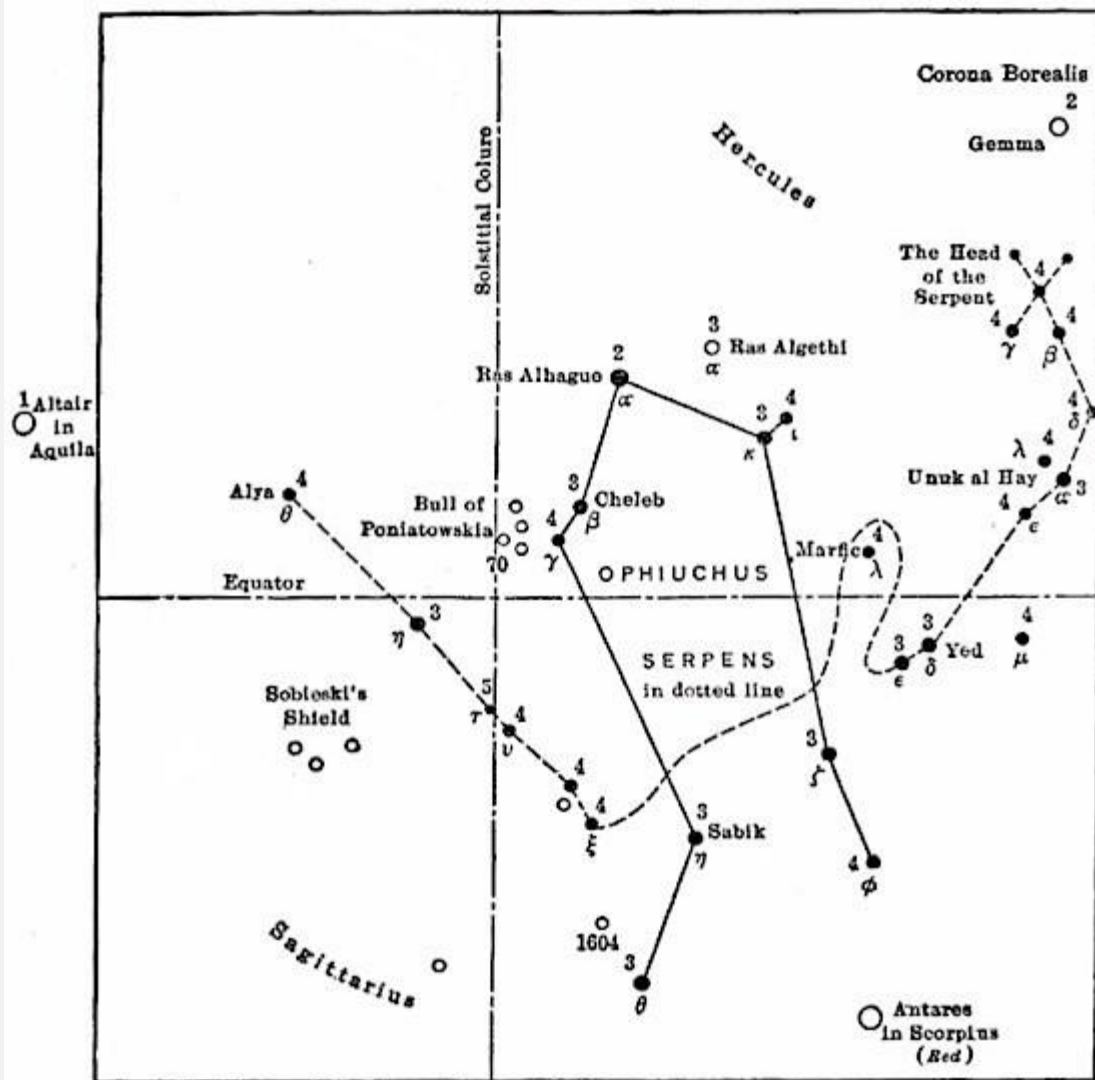 Corona Borealis
2
Gemma
Hercules
Solstitial Colure
The Head
of the
Serpent
4
4
γ
4
β
3
Ras Algethi
α
2
Ras Alhague
α
1 Altair
in
Aquila
4
δ
3
κ
4
ι
λ
4
Unuk al Hay
α
3
4
ε
Alya
4
θ
Bull of
Poniatowskia
70
3
Cheleb
β
4
γ
Marfic
4
λ
OPHIUCHUS
Equator
3
η
SERPENS
in dotted line
3
ε
3
δ
Yed
4
μ
Sobieski's
Shield
5
τ
4
υ
3
ζ
4
4
ξ
3
Sabik
η
4
φ
1604
Sagittarius
3
θ
Antares
in Scorpius
(Red)